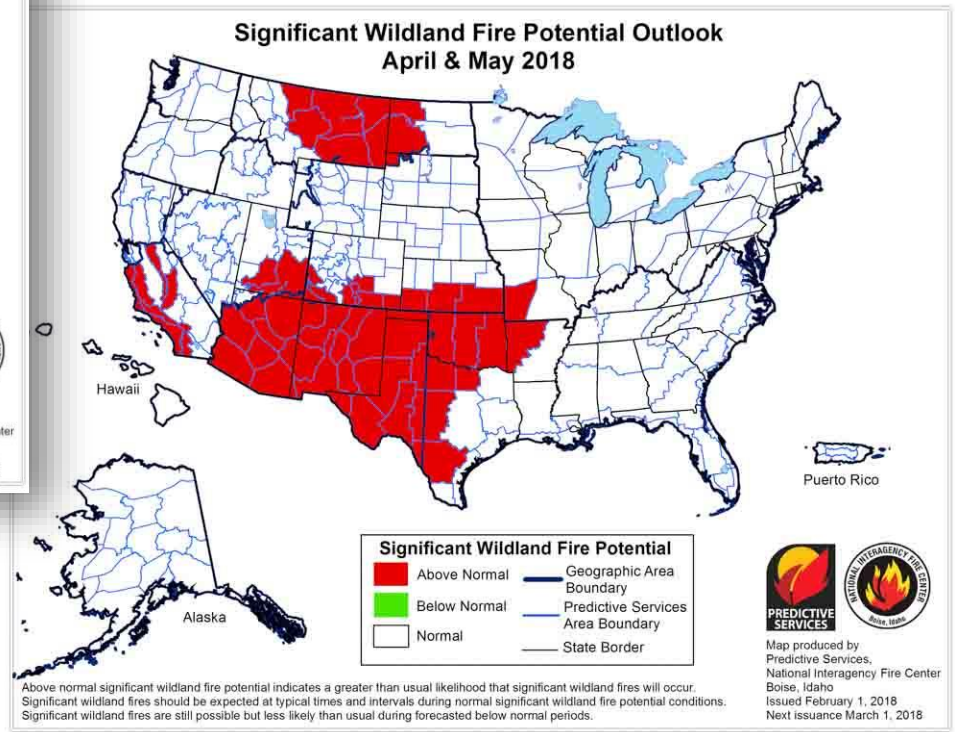 Significant Wildland Fire Potential Outlook
April & May 2018
Hawaii
Alaska
Puerto Rico
Significant Wildland Fire Potential
Above Normal
Below Normal
Normal
Geographic Area
Boundary
Predictive Services
Area Boundary
State Border
PREDICTIVE
SERVICES
NATIONAL INTERAGENCY FIRE CENTER
Boise, Idaho
Map produced by
Predictive Services,
National Interagency Fire Center
Boise, Idaho
Issued February 1, 2018
Next issuance March 1, 2018
Above normal significant wildland fire potential indicates a greater than usual likelihood that significant wildland fires will occur.
Significant wildland fires should be expected at typical times and intervals during normal significant wildland fire potential conditions.
Significant wildland fires are still possible but less likely than usual during forecasted below normal periods.